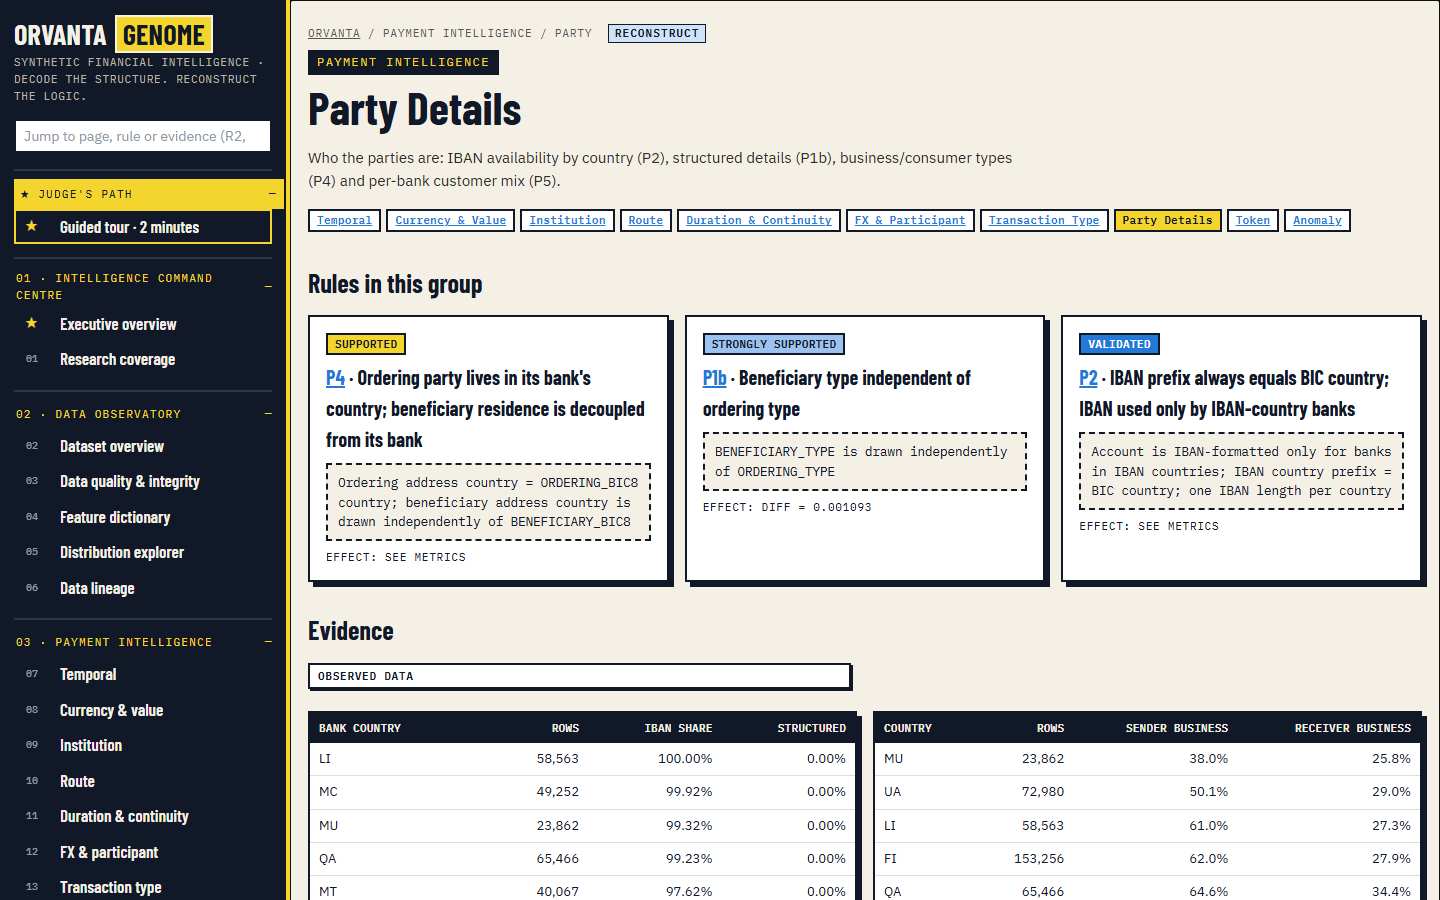 ORVANTA GENOME
SYNTHETIC FINANCIAL INTELLIGENCE ·
DECODE THE STRUCTURE. RECONSTRUCT
THE LOGIC.
Jump to page, rule or evidence (R2,
★ JUDGE'S PATH –
★ Guided tour · 2 minutes
01 · INTELLIGENCE COMMAND
CENTRE –
★ Executive overview
01 Research coverage
02 · DATA OBSERVATORY –
02 Dataset overview
03 Data quality & integrity
04 Feature dictionary
05 Distribution explorer
06 Data lineage
03 · PAYMENT INTELLIGENCE –
07 Temporal
08 Currency & value
09 Institution
10 Route
11 Duration & continuity
12 FX & participant
13 Transaction type
ORVANTA / PAYMENT INTELLIGENCE / PARTY RECONSTRUCT
PAYMENT INTELLIGENCE
Party Details
Who the parties are: IBAN availability by country (P2), structured details (P1b), business/consumer types
(P4) and per-bank customer mix (P5).
Temporal Currency & Value Institution Route Duration & Continuity FX & Participant Transaction Type Party Details Token Anomaly
Rules in this group
SUPPORTED
P4 · Ordering party lives in its bank's
country; beneficiary residence is decoupled
from its bank
Ordering address country = ORDERING_BIC8
country; beneficiary address country is
drawn independently of BENEFICIARY_BIC8
EFFECT: SEE METRICS
STRONGLY SUPPORTED
P1b · Beneficiary type independent of
ordering type
BENEFICIARY_TYPE is drawn independently
of ORDERING_TYPE
EFFECT: DIFF = 0.001093
VALIDATED
P2 · IBAN prefix always equals BIC country;
IBAN used only by IBAN-country banks
Account is IBAN-formatted only for banks
in IBAN countries; IBAN country prefix =
BIC country; one IBAN length per country
EFFECT: SEE METRICS
Evidence
OBSERVED DATA
BANK COUNTRY ROWS IBAN SHARE STRUCTURED
LI 58,563 100.00% 0.00%
MC 49,252 99.92% 0.00%
MU 23,862 99.32% 0.00%
QA 65,466 99.23% 0.00%
MT 40,067 97.62% 0.00%
COUNTRY ROWS SENDER BUSINESS RECEIVER BUSINESS
MU 23,862 38.0% 25.8%
UA 72,980 50.1% 29.0%
LI 58,563 61.0% 27.3%
FI 153,256 62.0% 27.9%
QA 65,466 64.6% 34.4%